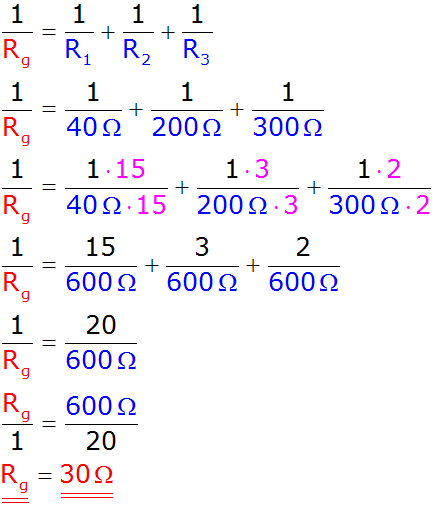 1/R_g = 1/R_1 + 1/R_2 + 1/R_3
1/R_g = 1/40 Ω + 1/200 Ω + 1/300 Ω
1/R_g = 1·15/40 Ω·15 + 1·3/200 Ω·3 + 1·2/300 Ω·2
1/R_g = 15/600 Ω + 3/600 Ω + 2/600 Ω
1/R_g = 20/600 Ω
R_g/1 = 600 Ω/20
R_g = 30 Ω